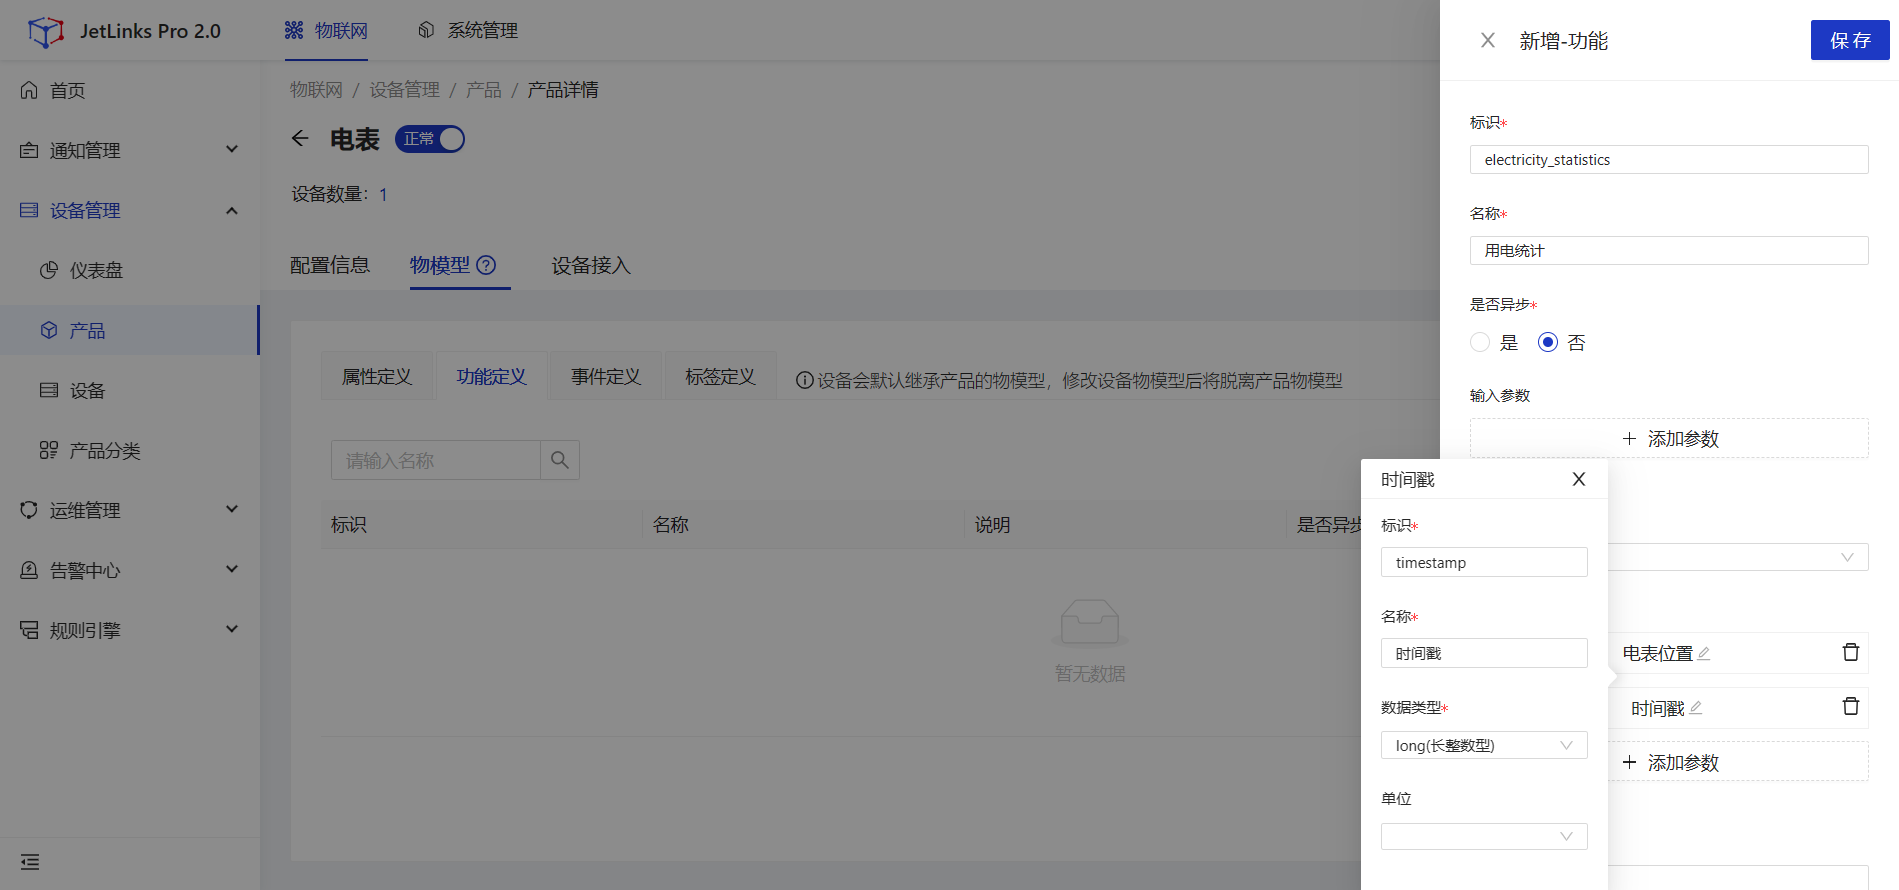 JetLinks Pro 2.0
物联网
系统管理
首页
通知管理
设备管理
仪表盘
产品
设备
产品分类
运维管理
告警中心
规则引擎
物联网 / 设备管理 / 产品 / 产品详情
电表
正常
设备数量： 1
配置信息
物模型
设备接入
属性定义
功能定义
事件定义
标签定义
设备会默认继承产品的物模型，修改设备物模型后将脱离产品物模型
请输入名称
标识
名称
说明
是否异步
暂无数据
新增-功能
保 存
标识*
electricity_statistics
名称*
用电统计
是否异步*
是
否
输入参数
添加参数
电表位置
时间戳
添加参数
时间戳
标识*
timestamp
名称*
时间戳
数据类型*
long(长整数型)
单位